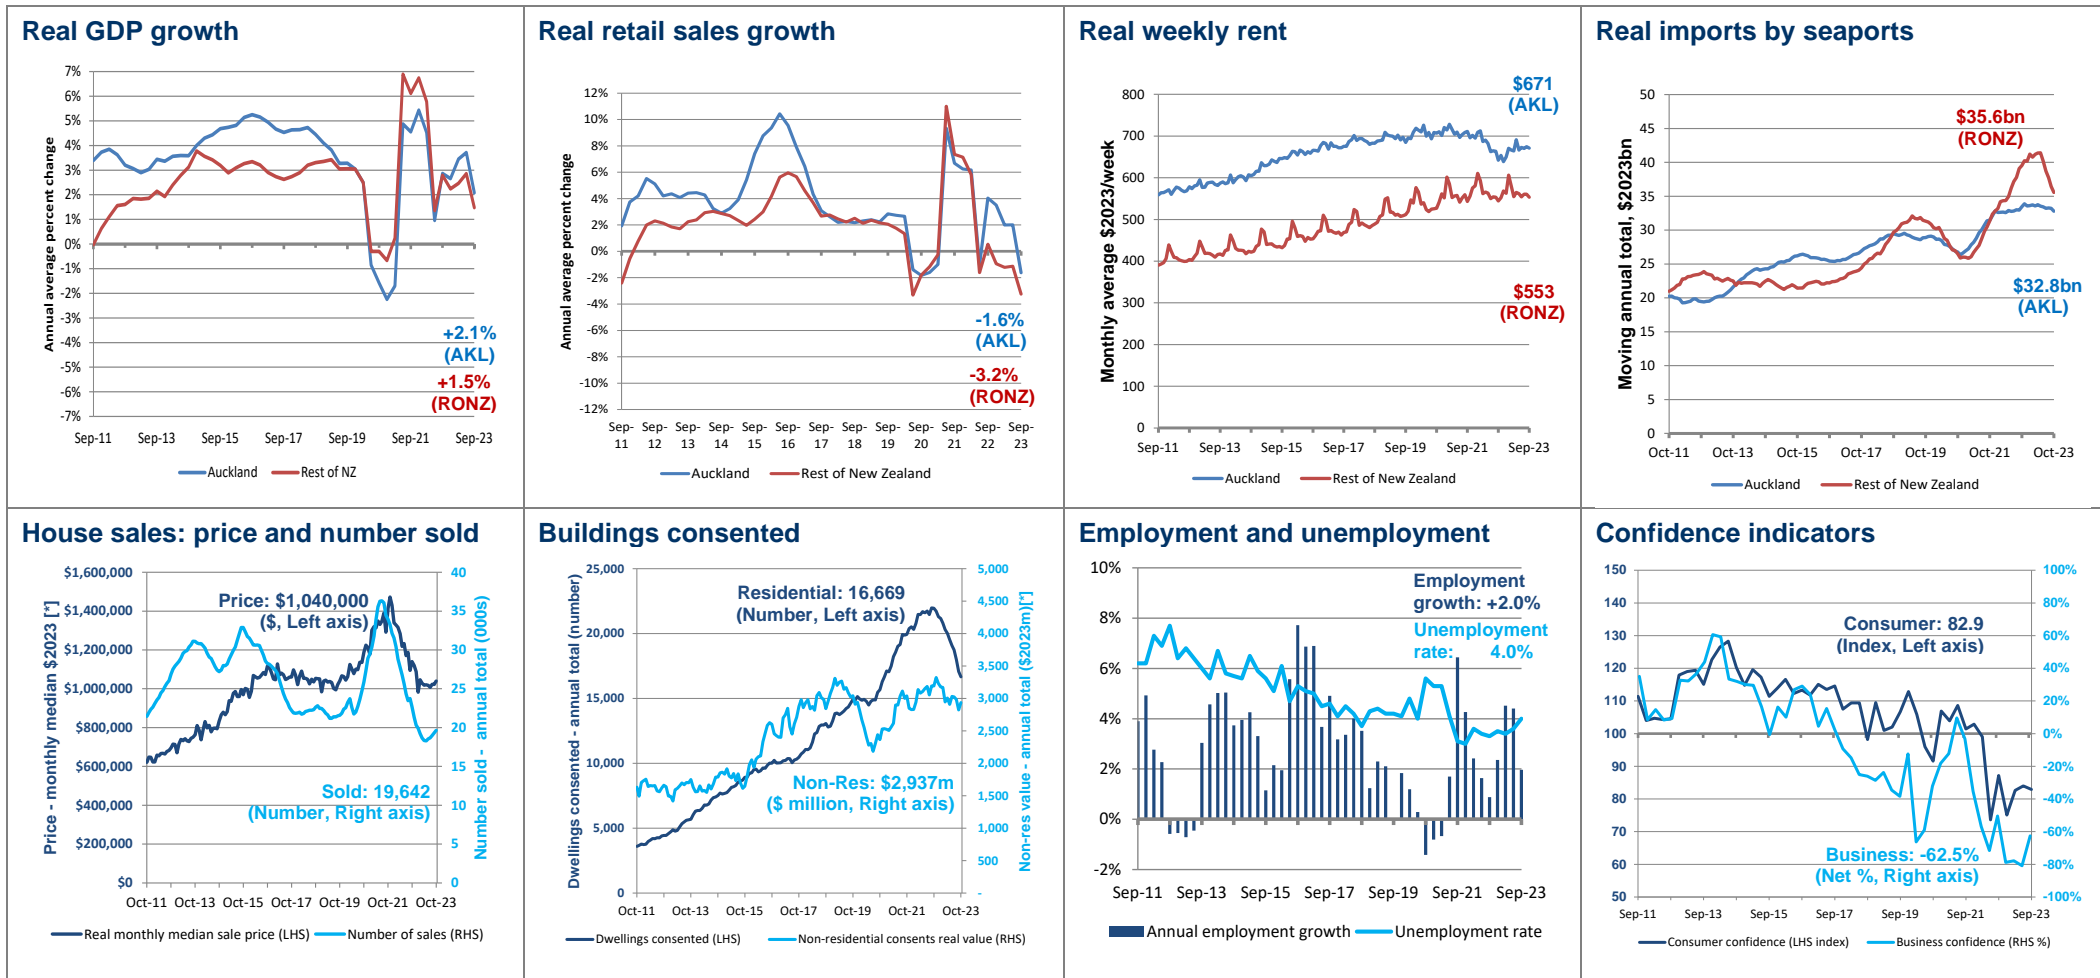 Real GDP growth
Annual average percent change
7%
6%
5%
4%
3%
2%
1%
0%
-1%
-2%
-3%
-4%
-5%
-6%
-7%
+2.1%
(AKL)
+1.5%
(RONZ)
Sep-11 Sep-13 Sep-15 Sep-17 Sep-19 Sep-21 Sep-23
Auckland Rest of NZ
Real retail sales growth
Annual average percent change
12%
10%
8%
6%
4%
2%
0%
-2%
-4%
-6%
-8%
-10%
-12%
-1.6%
(AKL)
-3.2%
(RONZ)
Sep- Sep- Sep- Sep- Sep- Sep- Sep- Sep- Sep- Sep- Sep- Sep- Sep-
11 12 13 14 15 16 17 18 19 20 21 22 23
Auckland Rest of New Zealand
Real weekly rent
Monthly average $2023/week
800
700
600
500
400
300
200
100
0
$671
(AKL)
$553
(RONZ)
Sep-11 Sep-13 Sep-15 Sep-17 Sep-19 Sep-21 Sep-23
Auckland Rest of New Zealand
Real imports by seaports
Moving annual total, $2023bn
50
45
40
35
30
25
20
15
10
5
0
$35.6bn
(RONZ)
$32.8bn
(AKL)
Oct-11 Oct-13 Oct-15 Oct-17 Oct-19 Oct-21 Oct-23
Auckland Rest of New Zealand
House sales: price and number sold
Price - monthly median $2023 [*]
$1,600,000
$1,400,000
$1,200,000
$1,000,000
$800,000
$600,000
$400,000
$200,000
$0
Price: $1,040,000
($, Left axis)
Sold: 19,642
(Number, Right axis)
40
35
30
25
20
15
10
5
0
Number sold - annual total (000s)
Oct-11 Oct-13 Oct-15 Oct-17 Oct-19 Oct-21 Oct-23
Real monthly median sale price (LHS) Number of sales (RHS)
Buildings consented
Dwellings consented - annual total (number)
25,000
20,000
15,000
10,000
5,000
0
Residential: 16,669
(Number, Left axis)
Non-Res: $2,937m
($ million, Right axis)
5,000
4,500
4,000
3,500
3,000
2,500
2,000
1,500
1,000
500
-
Non-res value - annual total ($2023m)[*]
Oct-11 Oct-13 Oct-15 Oct-17 Oct-19 Oct-21 Oct-23
Dwellings consented (LHS) Non-residential consents real value (RHS)
Employment and unemployment
10%
8%
6%
4%
2%
0%
-2%
Employment
growth: +2.0%
Unemployment
rate: 4.0%
Sep-11 Sep-13 Sep-15 Sep-17 Sep-19 Sep-21 Sep-23
Annual employment growth Unemployment rate
Confidence indicators
150
140
130
120
110
100
90
80
70
60
50
Consumer: 82.9
(Index, Left axis)
Business: -62.5%
(Net %, Right axis)
100%
80%
60%
40%
20%
0%
-20%
-40%
-60%
-80%
-100%
Sep-11 Sep-13 Sep-15 Sep-17 Sep-19 Sep-21 Sep-23
Consumer confidence (LHS index) Business confidence (RHS %)